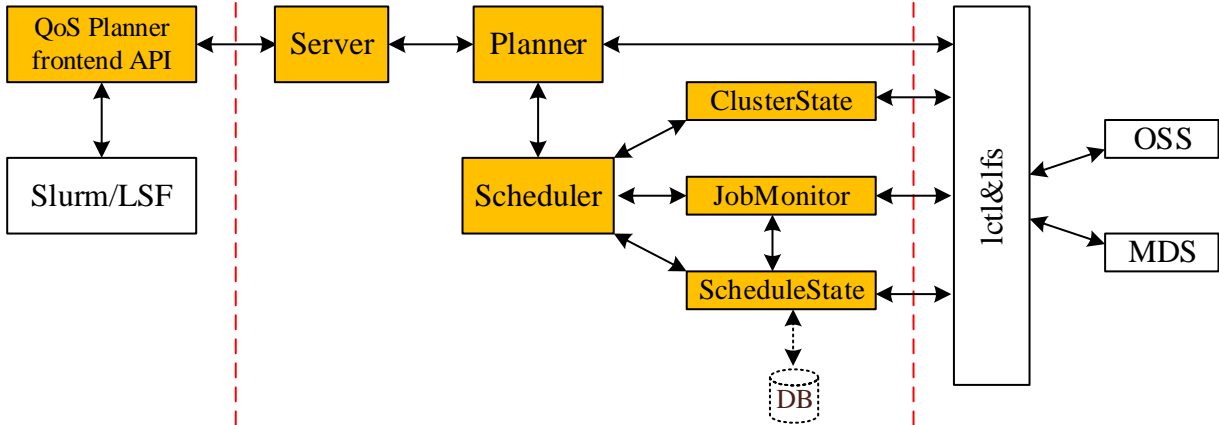 QoS Planner
frontend API
Server
Planner
ClusterState
Slurm/LSF
Scheduler
JobMonitor
ScheduleState
DB
lctl&lfs
OSS
MDS